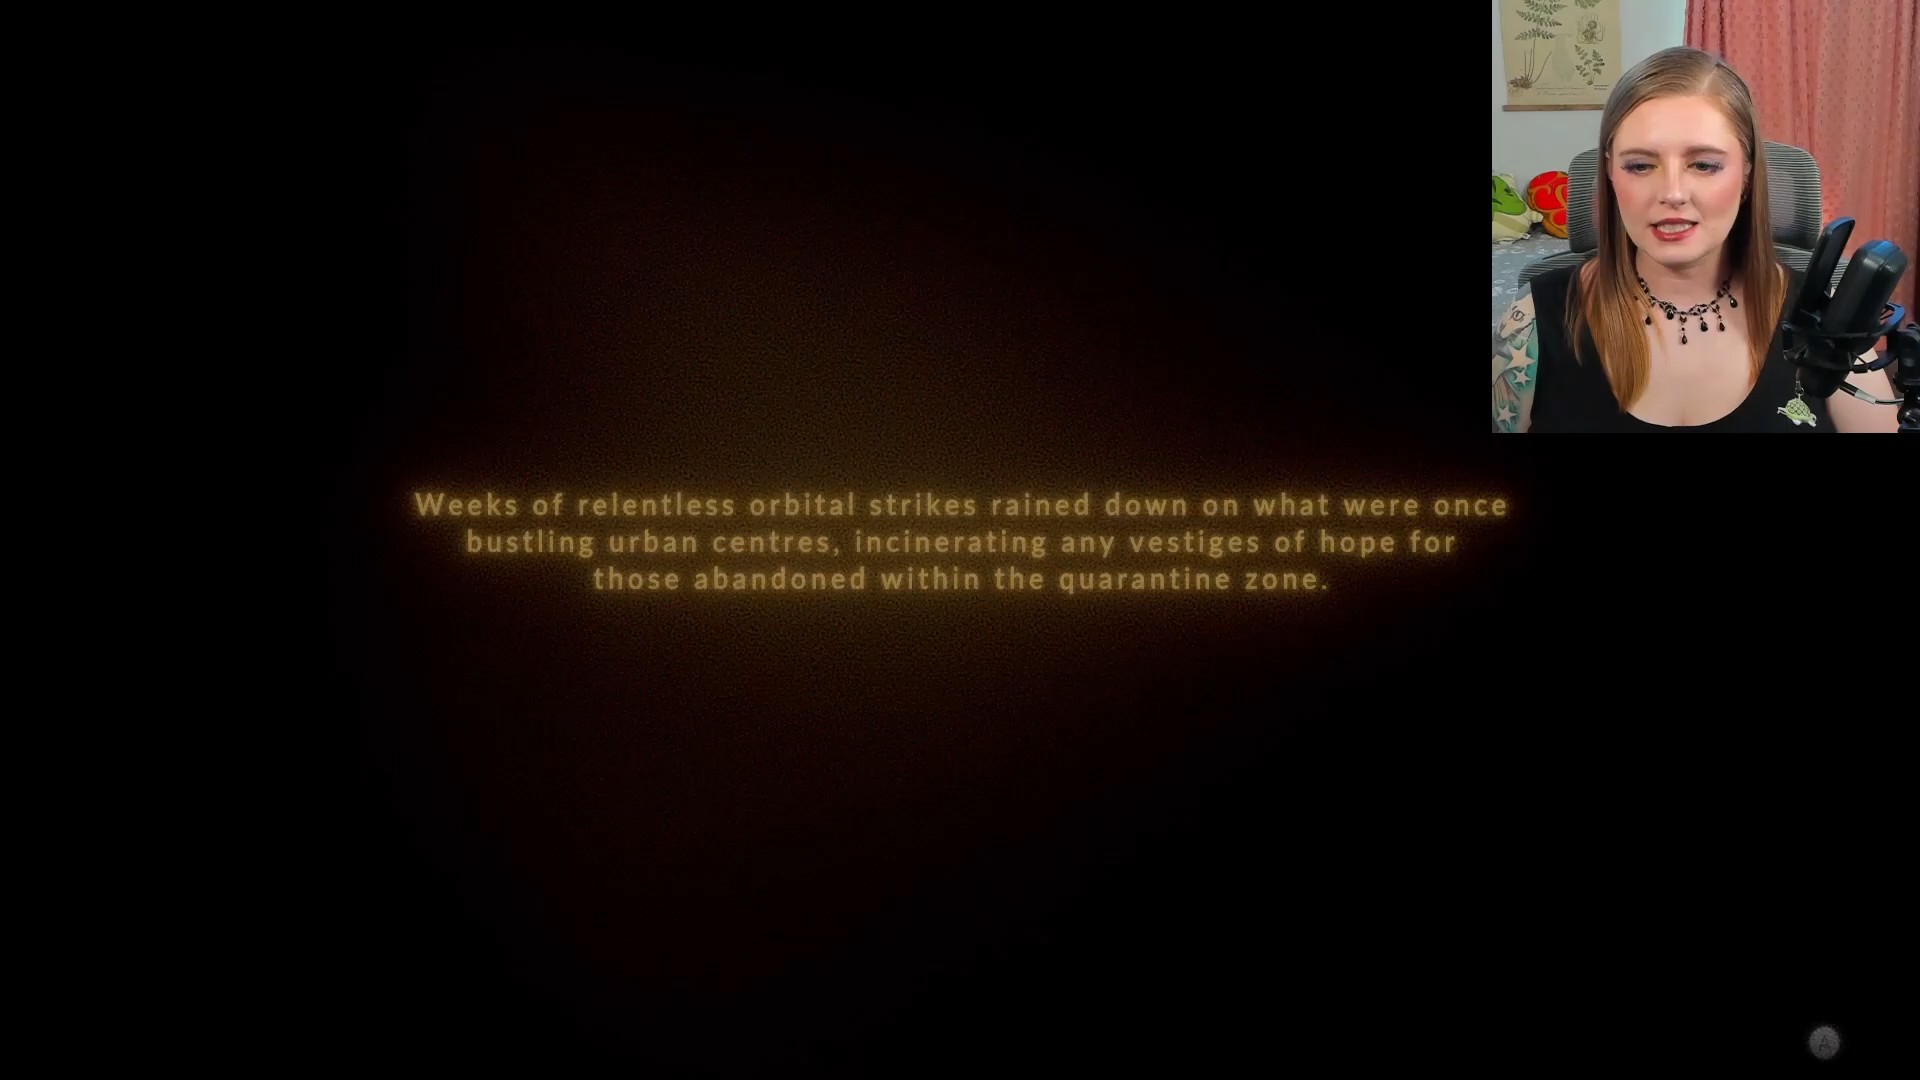 Weeks of relentless orbital strikes rained down on what were once
bustling urban centres, incinerating any vestiges of hope for
those abandoned within the quarantine zone.
A